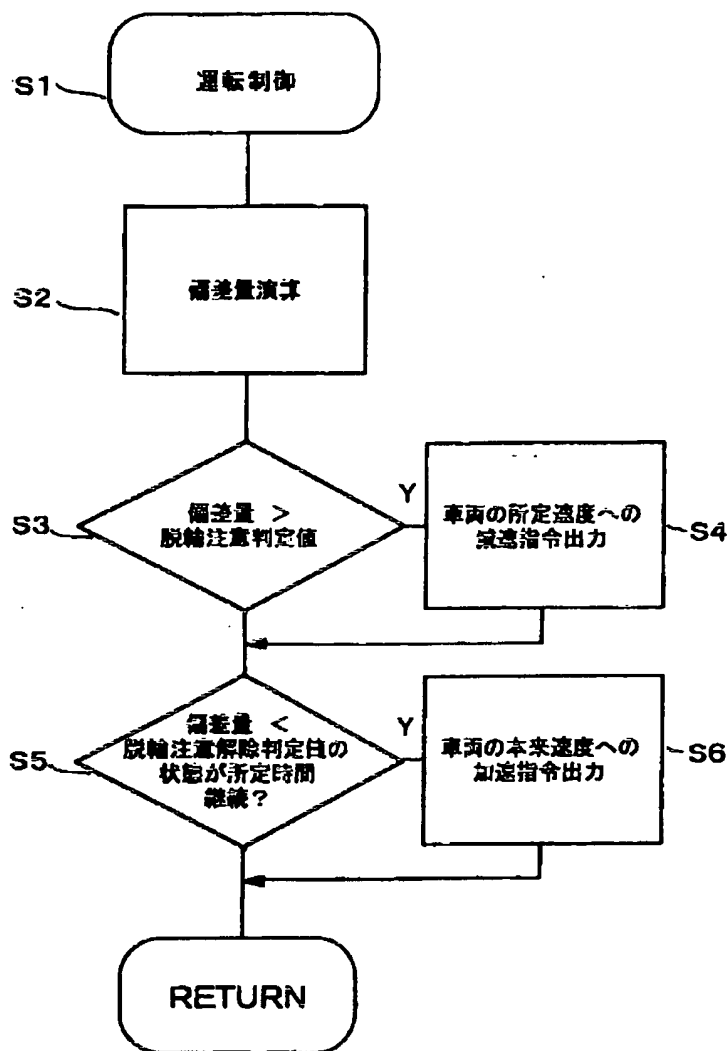 S1
運転制御
S2
偏差量演算
S3
偏差量 >
脱輪注意判定値
Y
車両の所定速度への
減速指令出力
S4
S5
偏差量 <
脱輪注意解除判定値の
状態が所定時間
継続?
Y
車両の本来速度への
加速指令出力
S6
RETURN